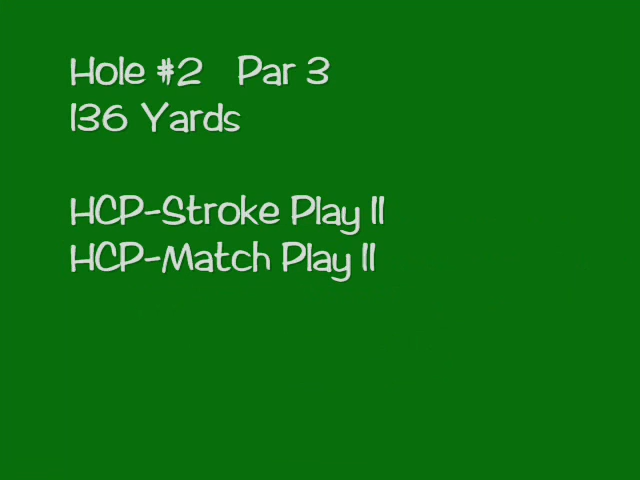 Hole #2 Par 3
136 Yards
HCP-Stroke Play 11
HCP-Match Play 11